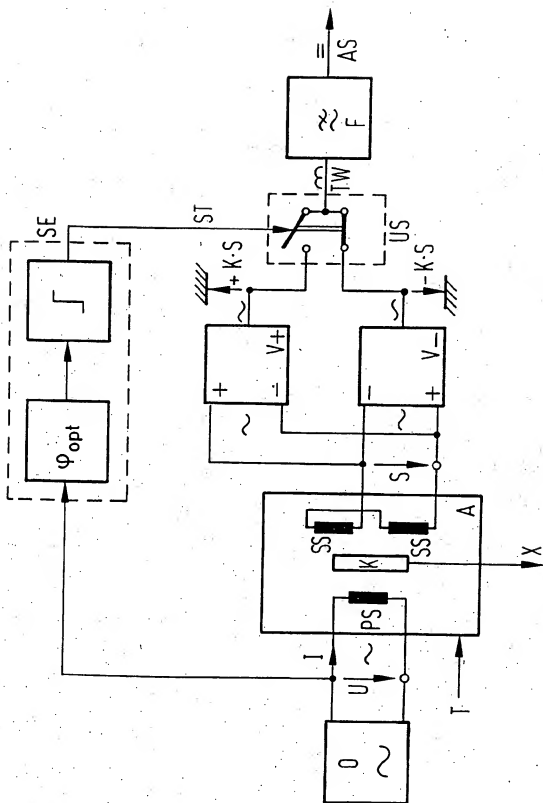 SE
φopt
ST
= AS
F
TW
US
+K·S
-K·S
+ - V+
- + V-
S
A
SS
SS
K
PS
I
U
O
T
X